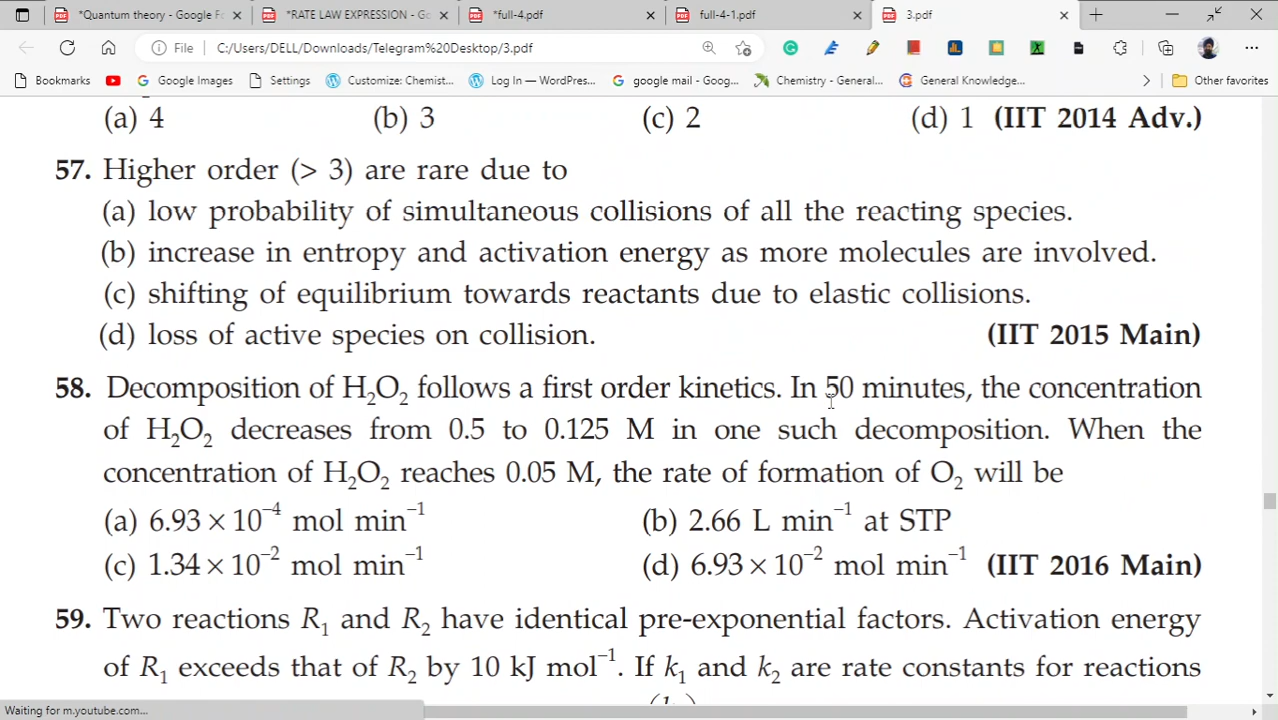 *Quantum theory - Google Fo
*RATE LAW EXPRESSION - Go
*full-4.pdf
full-4-1.pdf
3.pdf
File C:/Users/DELL/Downloads/Telegram%20Desktop/3.pdf
Bookmarks Google Images Settings Customize: Chemist... Log In — WordPress... google mail - Goog... Chemistry - General... General Knowledge... Other favorites
(a) 4 (b) 3 (c) 2 (d) 1 (IIT 2014 Adv.)
57. Higher order (> 3) are rare due to
(a) low probability of simultaneous collisions of all the reacting species.
(b) increase in entropy and activation energy as more molecules are involved.
(c) shifting of equilibrium towards reactants due to elastic collisions.
(d) loss of active species on collision. (IIT 2015 Main)
58. Decomposition of H₂O₂ follows a first order kinetics. In 50 minutes, the concentration
of H₂O₂ decreases from 0.5 to 0.125 M in one such decomposition. When the
concentration of H₂O₂ reaches 0.05 M, the rate of formation of O₂ will be
(a) 6.93 × 10⁻⁴ mol min⁻¹ (b) 2.66 L min⁻¹ at STP
(c) 1.34 × 10⁻² mol min⁻¹ (d) 6.93 × 10⁻² mol min⁻¹ (IIT 2016 Main)
59. Two reactions R₁ and R₂ have identical pre-exponential factors. Activation energy
of R₁ exceeds that of R₂ by 10 kJ mol⁻¹. If k₁ and k₂ are rate constants for reactions
Waiting for m.youtube.com...